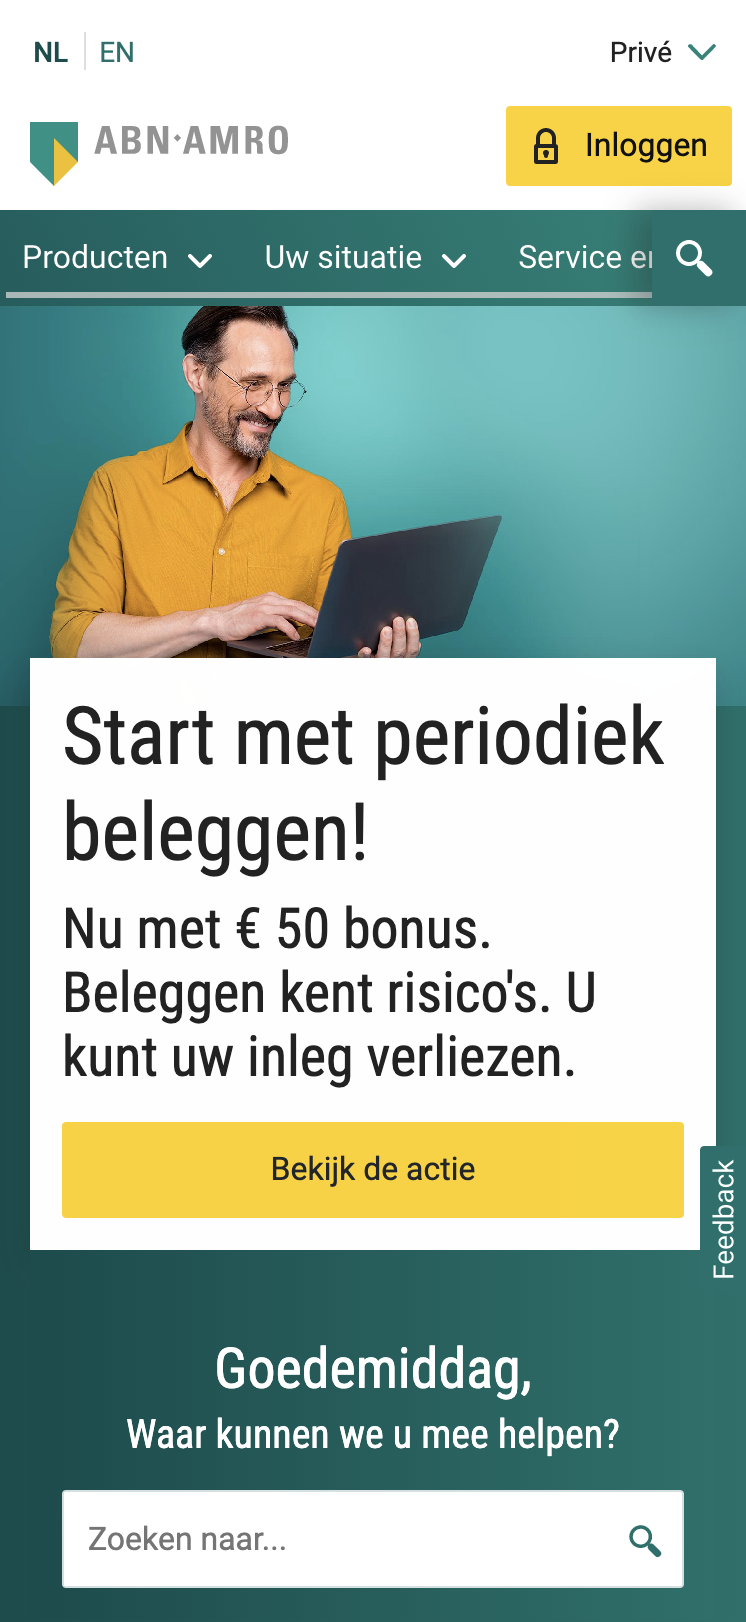 NL EN Privé
ABN·AMRO Inloggen
Producten Uw situatie Service
Start met periodiek
beleggen!
Nu met € 50 bonus.
Beleggen kent risico's. U
kunt uw inleg verliezen.
Bekijk de actie
Feedback
Goedemiddag,
Waar kunnen we u mee helpen?
Zoeken naar...